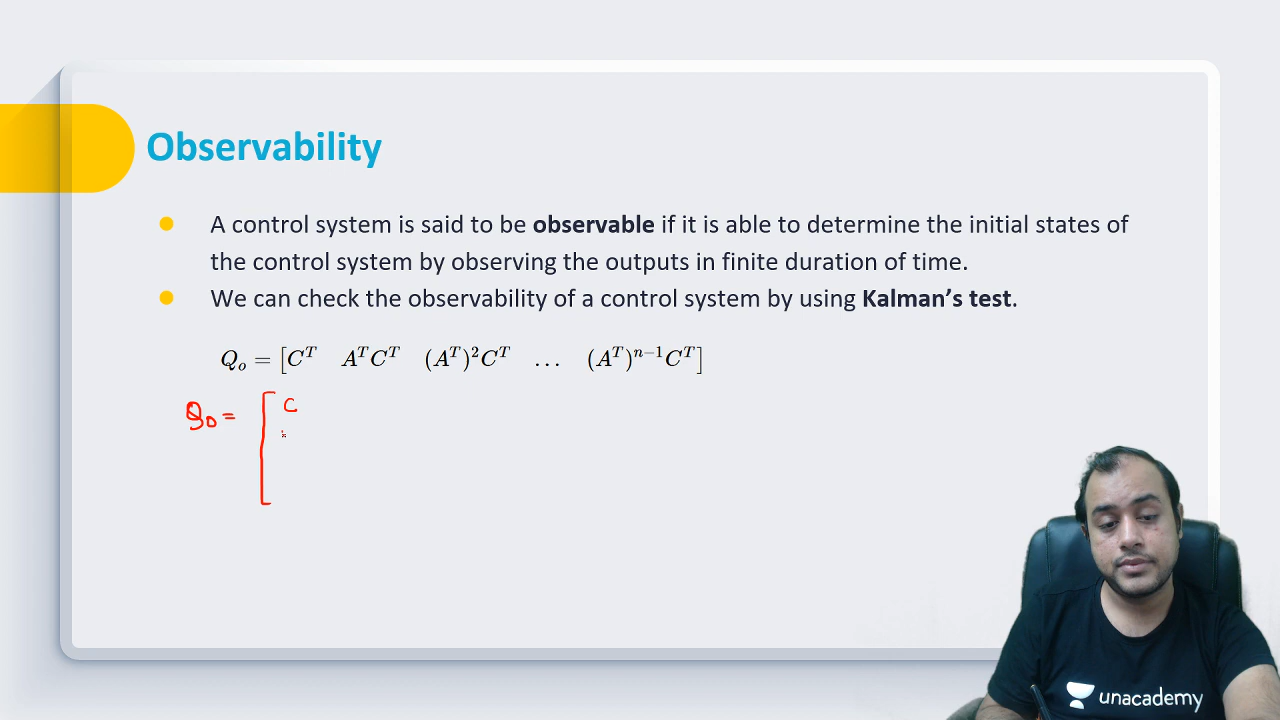 Observability
A control system is said to be observable if it is able to determine the initial states of
the control system by observing the outputs in finite duration of time.
We can check the observability of a control system by using Kalman’s test.
Qₒ = [Cᵀ AᵀCᵀ (Aᵀ)²Cᵀ … (Aᵀ)ⁿ⁻¹Cᵀ]
Q₀ = [C
unacademy